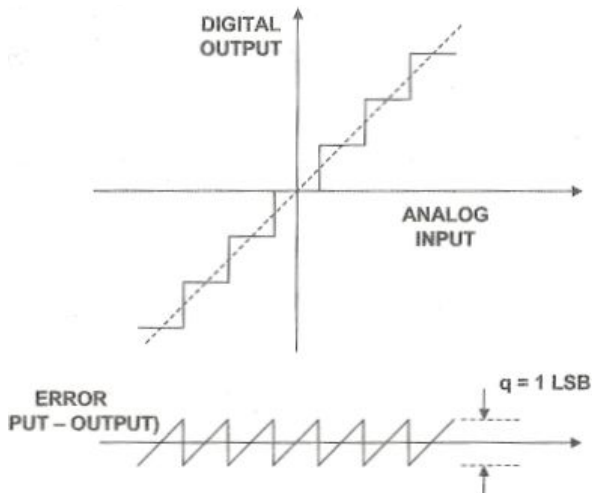 DIGITAL
OUTPUT
ANALOG
INPUT
q = 1 LSB
ERROR
PUT – OUTPUT)